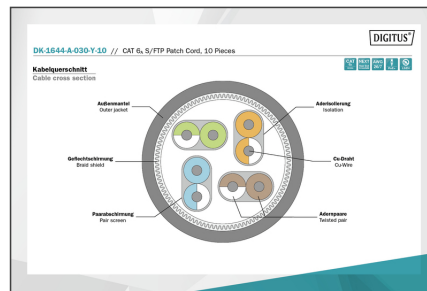 DIGITUS®
DK-1644-A-030-Y-10 // CAT 6A S/FTP Patch Cord, 10 Pieces
Kabelquerschnitt
Cable cross section
CAT
Außenmantel
Outer jacket
Aderisolierung
Isolation
Geflechtschirmung
Braid shield
Cu-Draht
Cu-Wire
Paarabschirmung
Pair screen
Aderpaare
Twisted pair